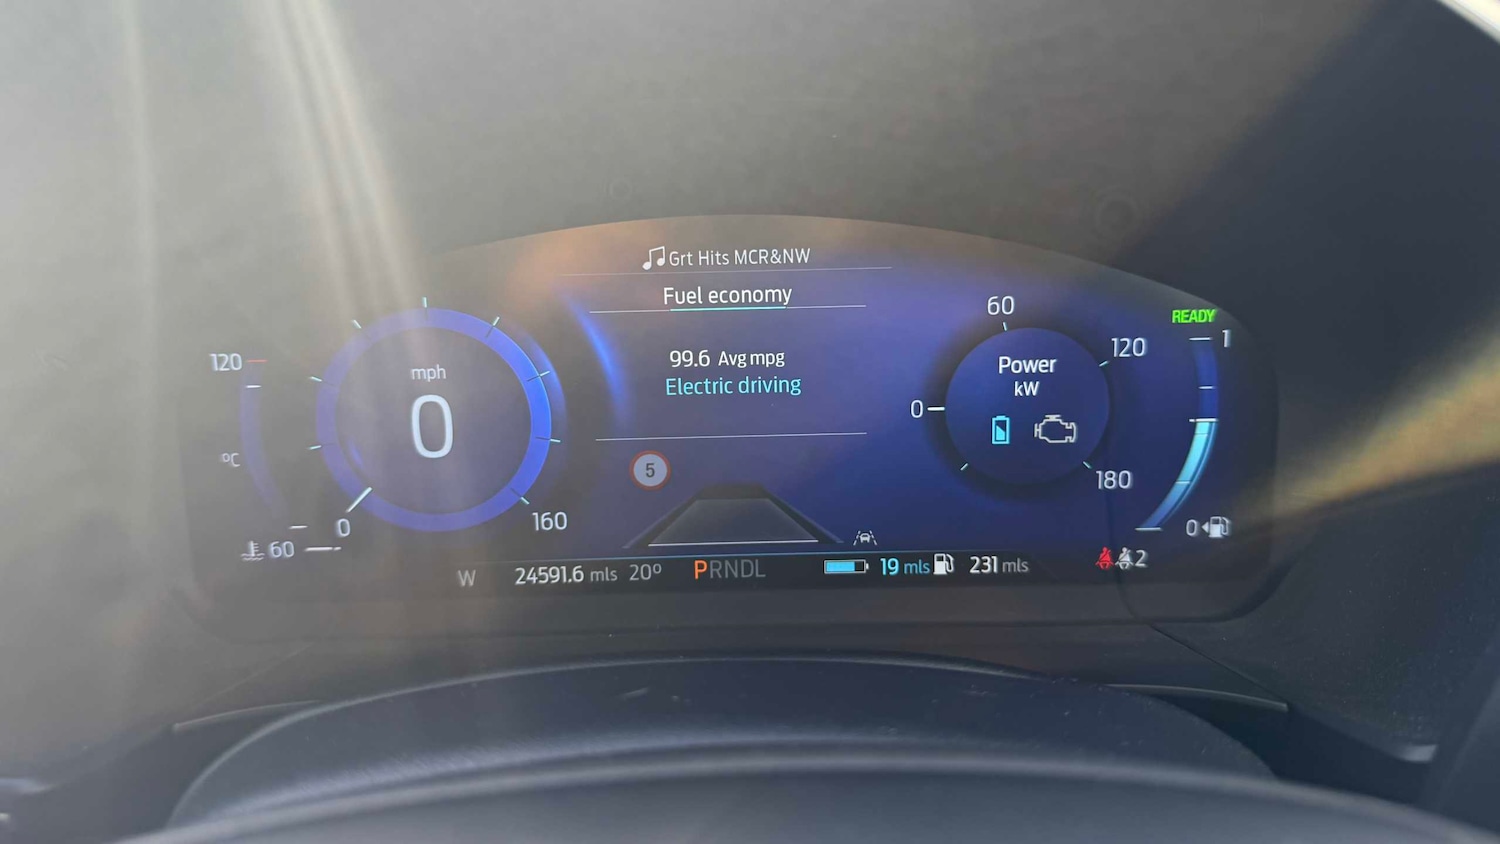 Grt Hits MCR&NW
Fuel economy
99.6 Avg mpg
Electric driving
120
°C
60
mph
0
0
160
5
60
120
Power
kW
0
180
READY
1
0
W 24591.6 mls 20º PRNDL 19 mls 231 mls
2